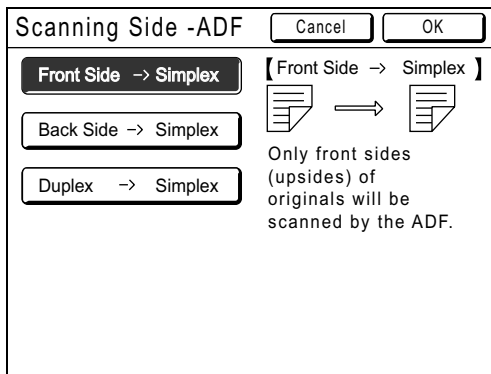 Scanning Side -ADF
Cancel
OK
Front Side -> Simplex
Back Side -> Simplex
Duplex -> Simplex
【Front Side -> Simplex】
Only front sides
(upsides) of
originals will be
scanned by the ADF.